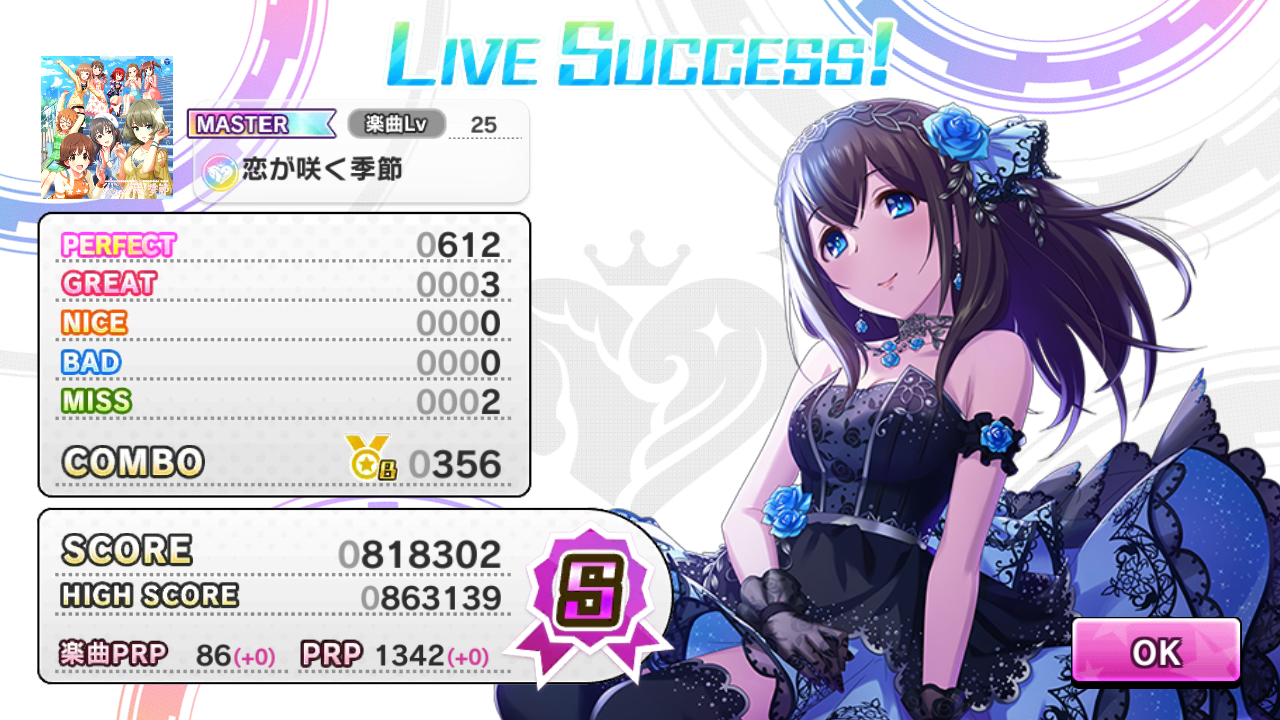 LIVE SUCCESS!
MASTER 楽曲Lv 25
恋が咲く季節
PERFECT 0612
GREAT 0003
NICE 0000
BAD 0000
MISS 0002
COMBO B 0356
SCORE 0818302
HIGH SCORE 0863139
S
楽曲PRP 86(+0) PRP 1342(+0)
OK